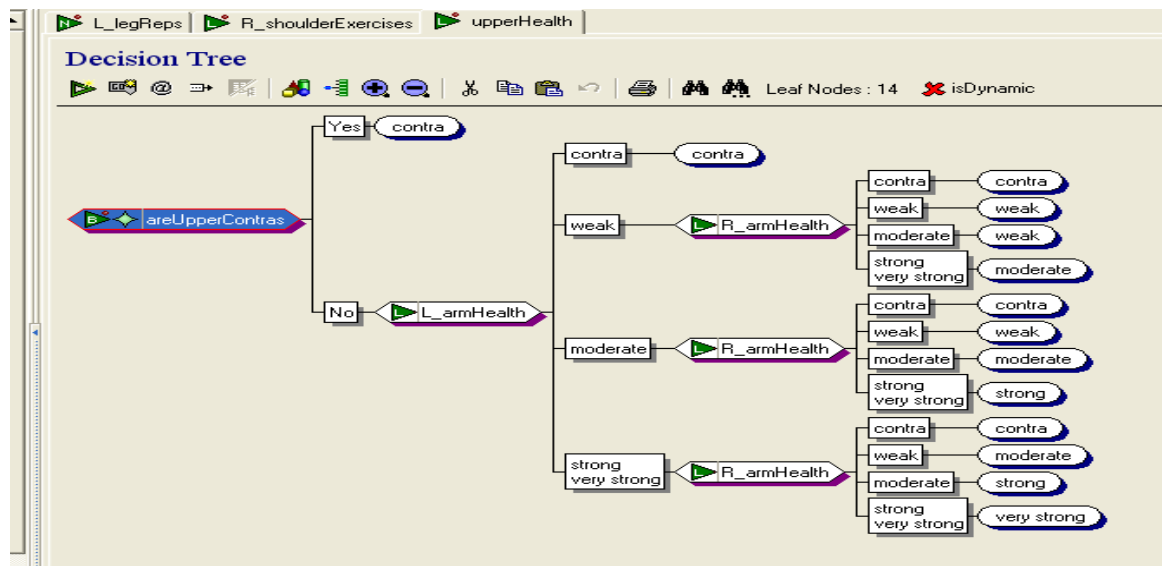 L_legReps
R_shoulderExercises
upperHealth
Decision Tree
Leaf Nodes : 14
isDynamic
areUpperContras
Yes
contra
No
L_armHealth
contra
contra
weak
R_armHealth
contra
contra
weak
weak
moderate
weak
strong
very strong
moderate
moderate
R_armHealth
contra
contra
weak
weak
moderate
moderate
strong
very strong
strong
strong
very strong
R_armHealth
contra
contra
weak
moderate
moderate
strong
strong
very strong
very strong